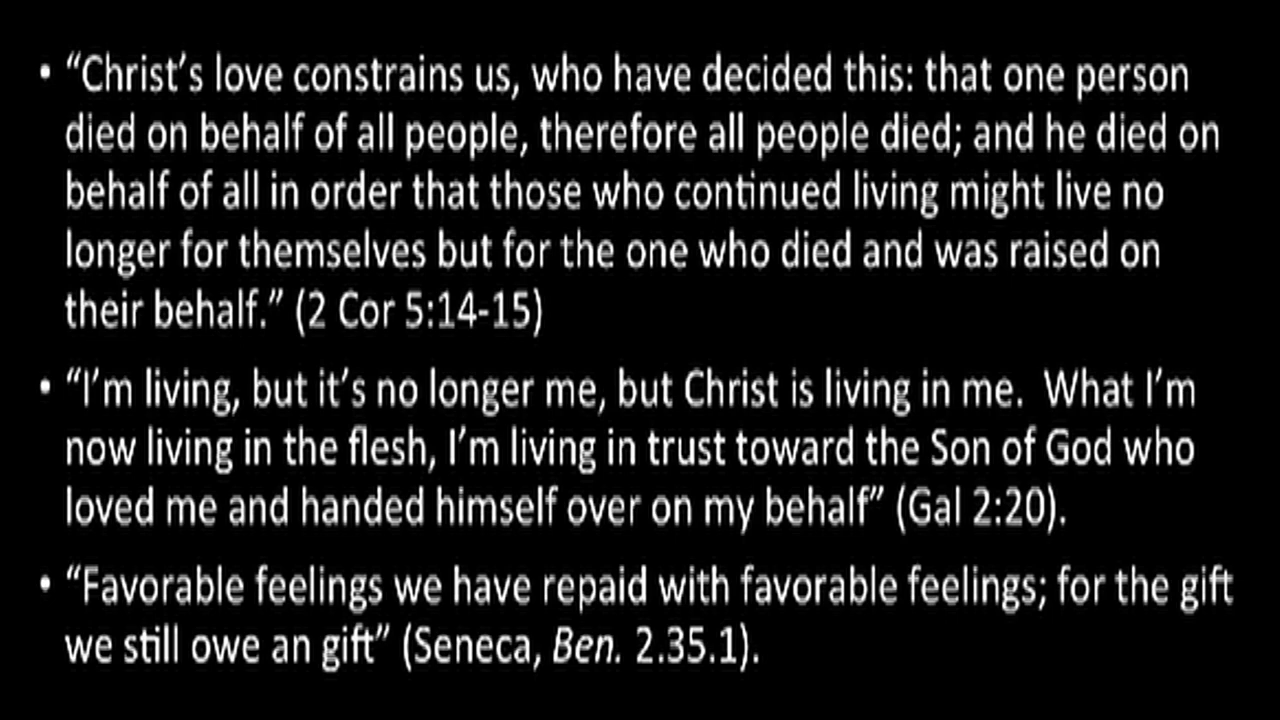 • “Christ’s love constrains us, who have decided this: that one person
died on behalf of all people, therefore all people died; and he died on
behalf of all in order that those who continued living might live no
longer for themselves but for the one who died and was raised on
their behalf.” (2 Cor 5:14-15)
• “I’m living, but it’s no longer me, but Christ is living in me.  What I’m
now living in the flesh, I’m living in trust toward the Son of God who
loved me and handed himself over on my behalf” (Gal 2:20).
• “Favorable feelings we have repaid with favorable feelings; for the gift
we still owe an gift” (Seneca, Ben. 2.35.1).